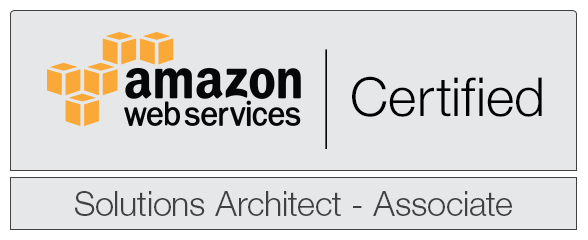 amazon
web services
Certified
Solutions Architect - Associate